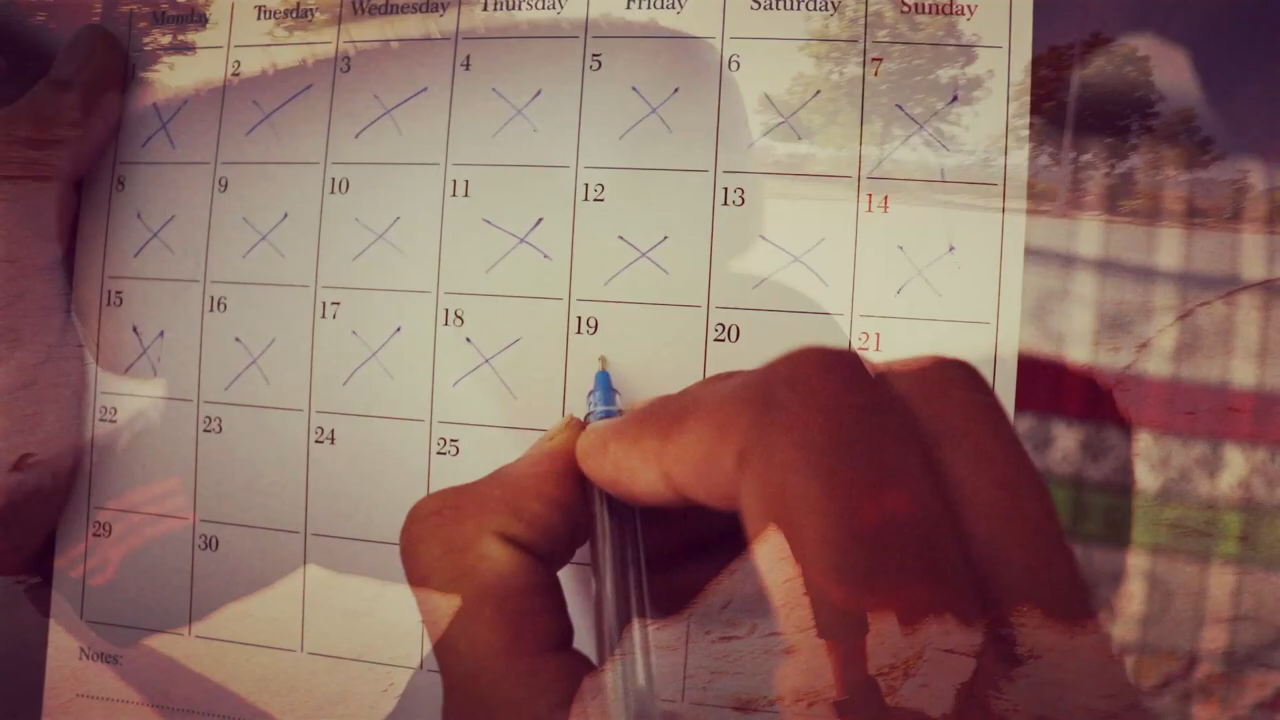 Monday Tuesday Wednesday Thursday Friday Saturday Sunday
1 2 3 4 5 6 7
8 9 10 11 12 13 14
15 16 17 18 19 20 21
22 23 24 25
29 30
Notes: